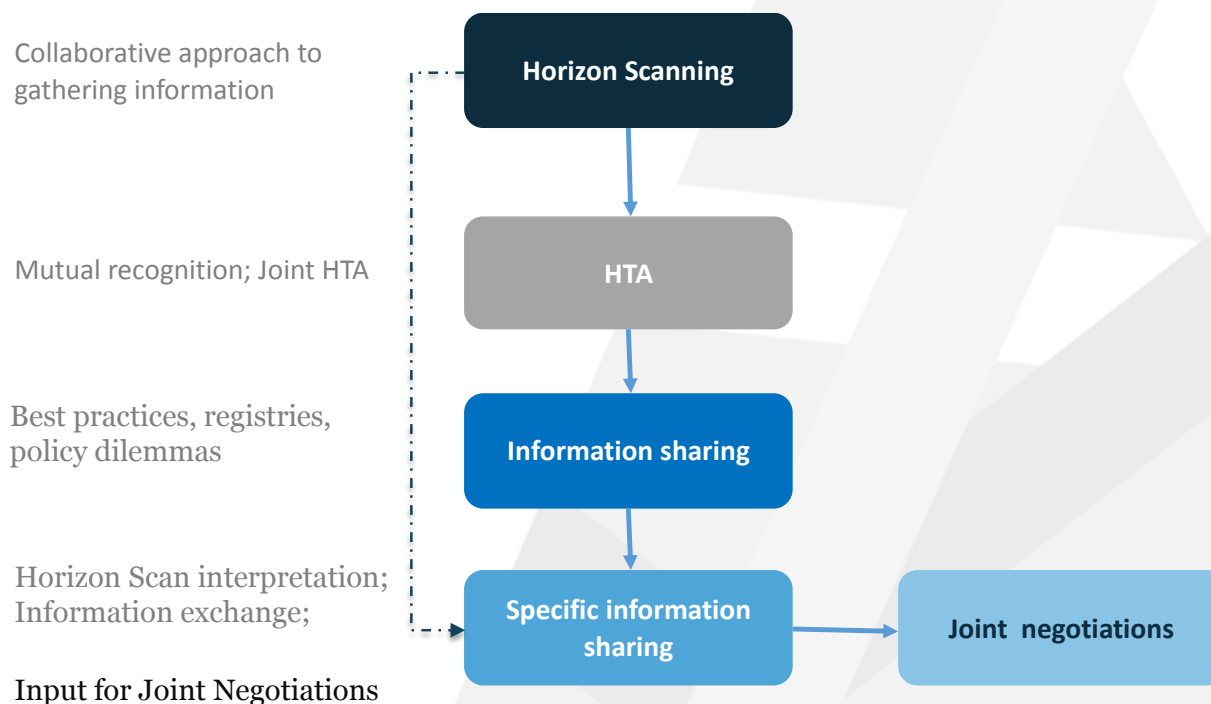 Collaborative approach to
gathering information
Horizon Scanning
Mutual recognition; Joint HTA
HTA
Best practices, registries,
policy dilemmas
Information sharing
Horizon Scan interpretation;
Information exchange;
Input for Joint Negotiations
Specific information
sharing
Joint negotiations